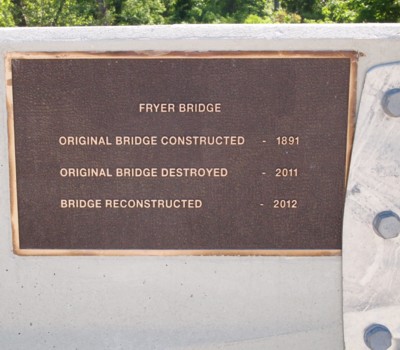 FRYER BRIDGE
ORIGINAL BRIDGE CONSTRUCTED - 1891
ORIGINAL BRIDGE DESTROYED - 2011
BRIDGE RECONSTRUCTED - 2012